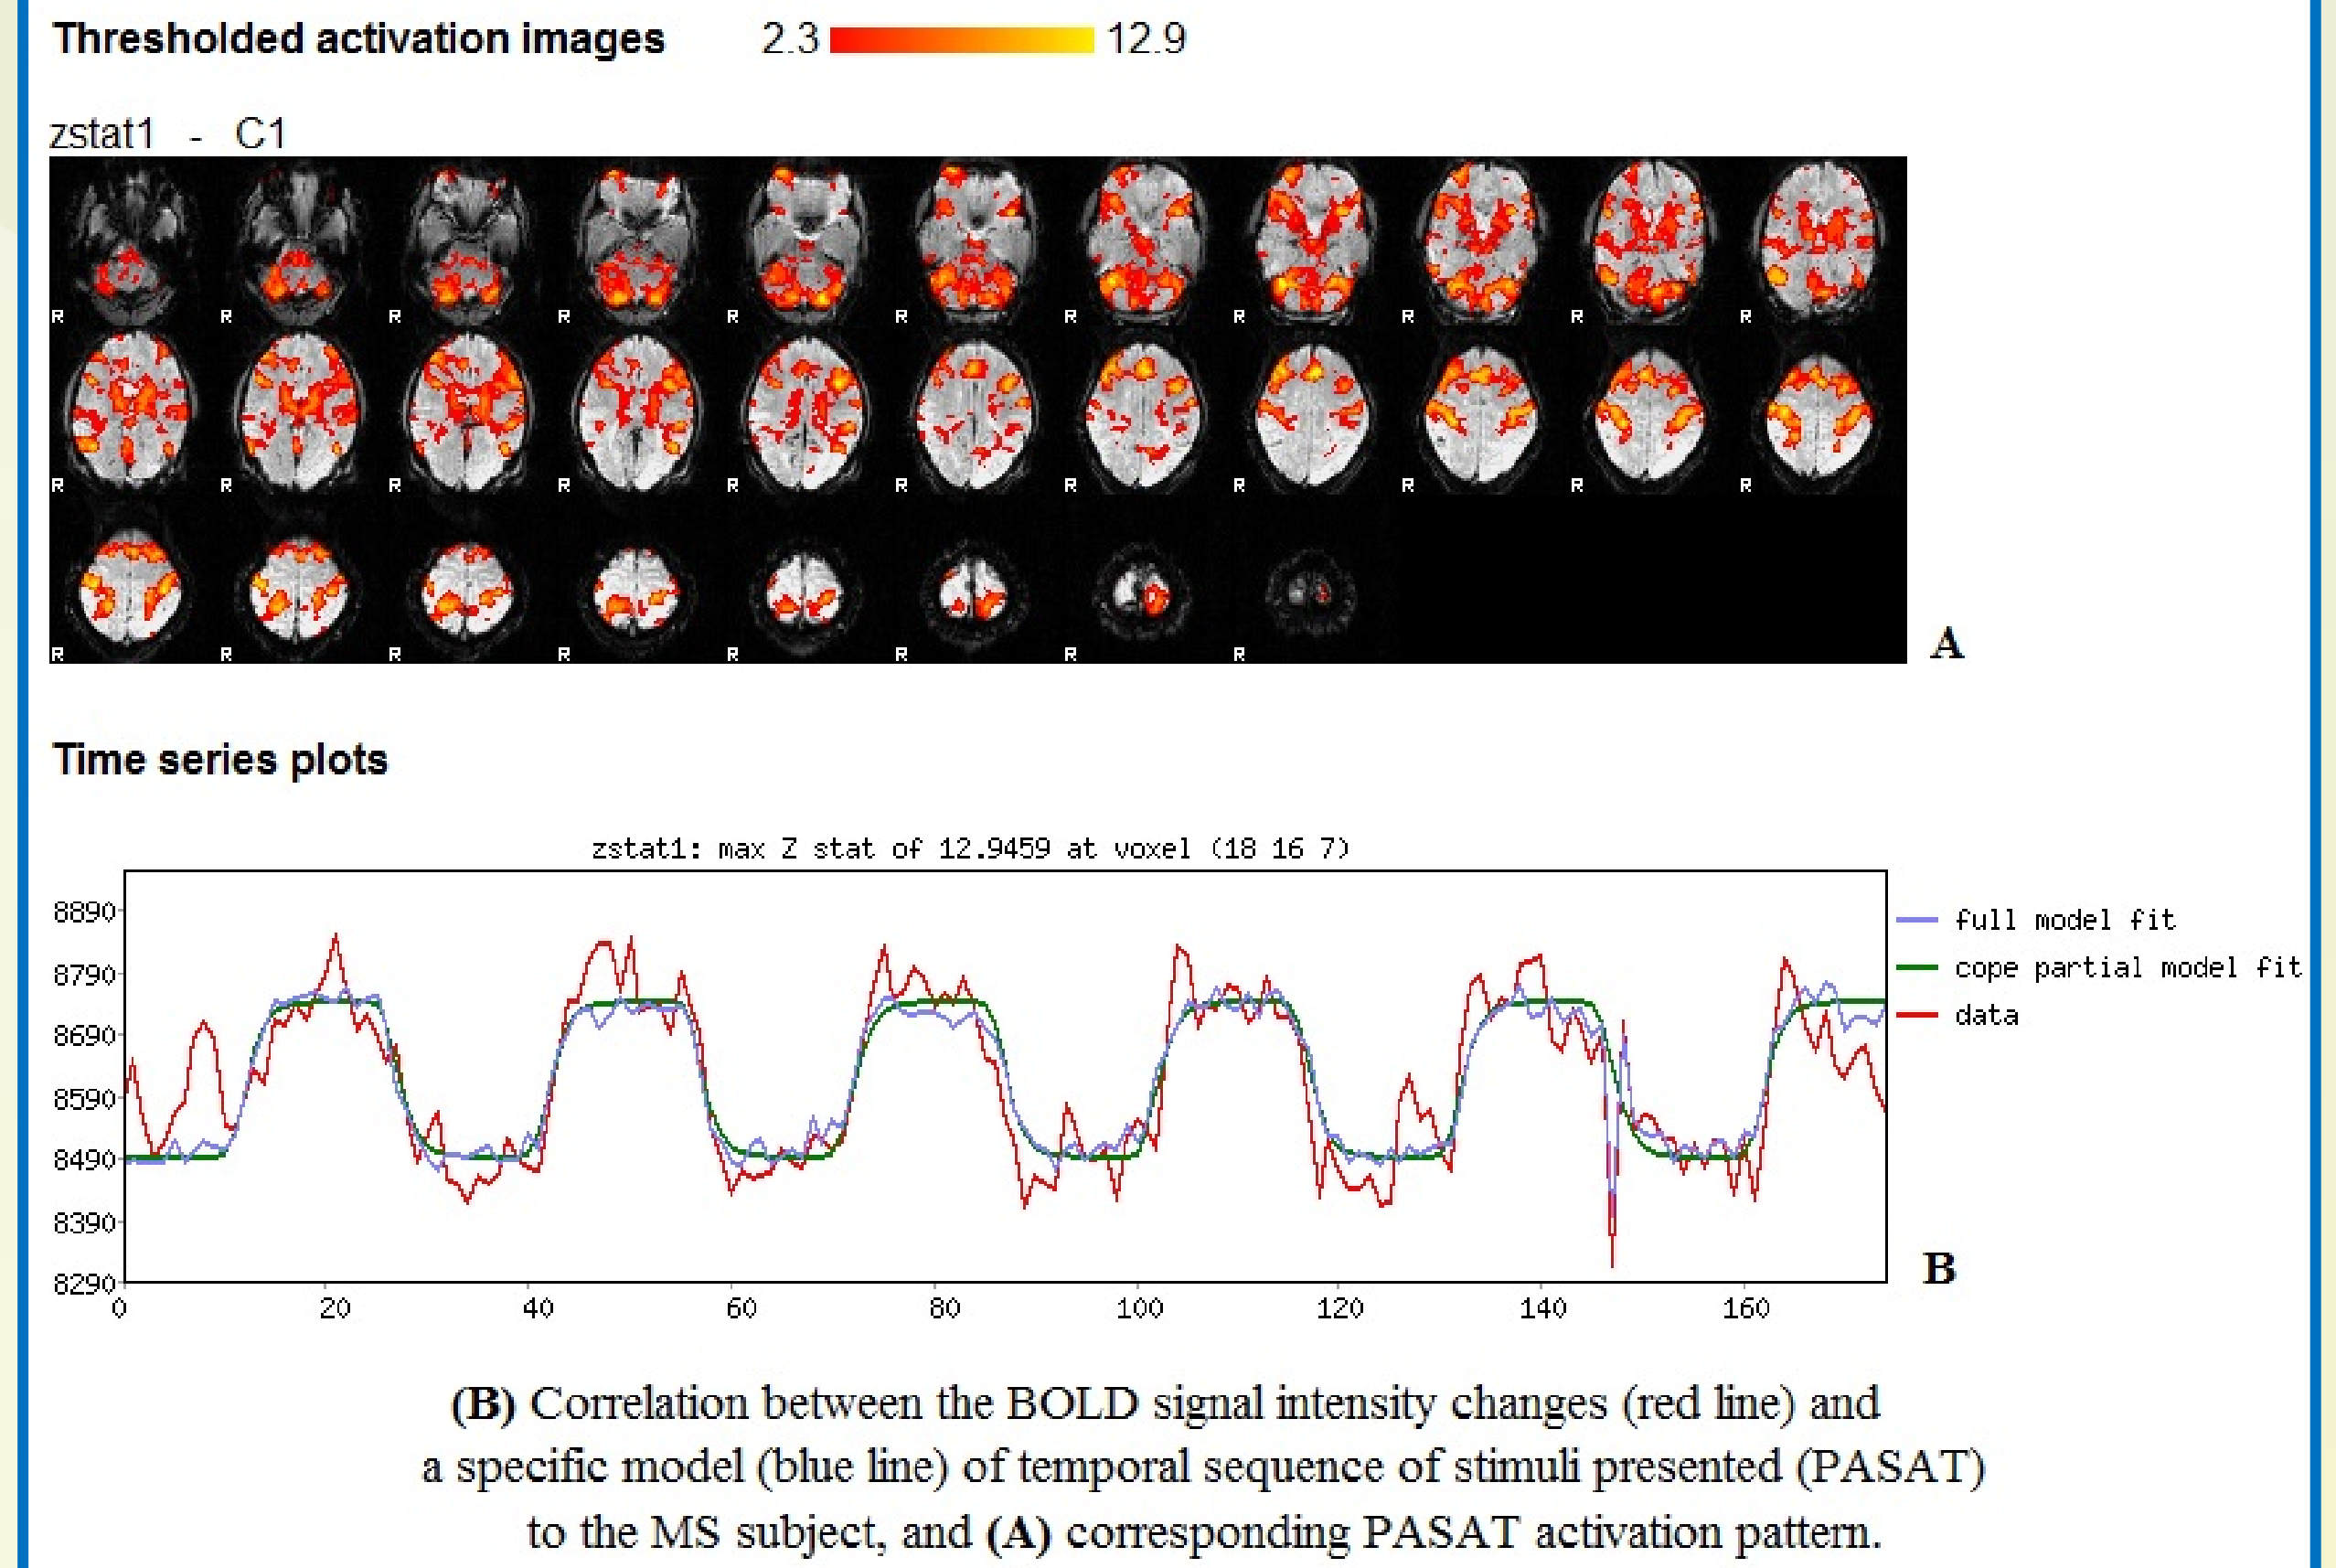 Thresholded activation images 2.3 12.9
zstat1 - C1
R R R R R R R R R R R
R R R R R R R R R R R
R R R R R R R R
A
Time series plots
zstat1: max Z stat of 12.9459 at voxel (18 16 7)
8890
8790
8690
8590
8490
8390
8290
0 20 40 60 80 100 120 140 160
full model fit
cope partial model fit
data
B
(B) Correlation between the BOLD signal intensity changes (red line) and
a specific model (blue line) of temporal sequence of stimuli presented (PASAT)
to the MS subject, and (A) corresponding PASAT activation pattern.